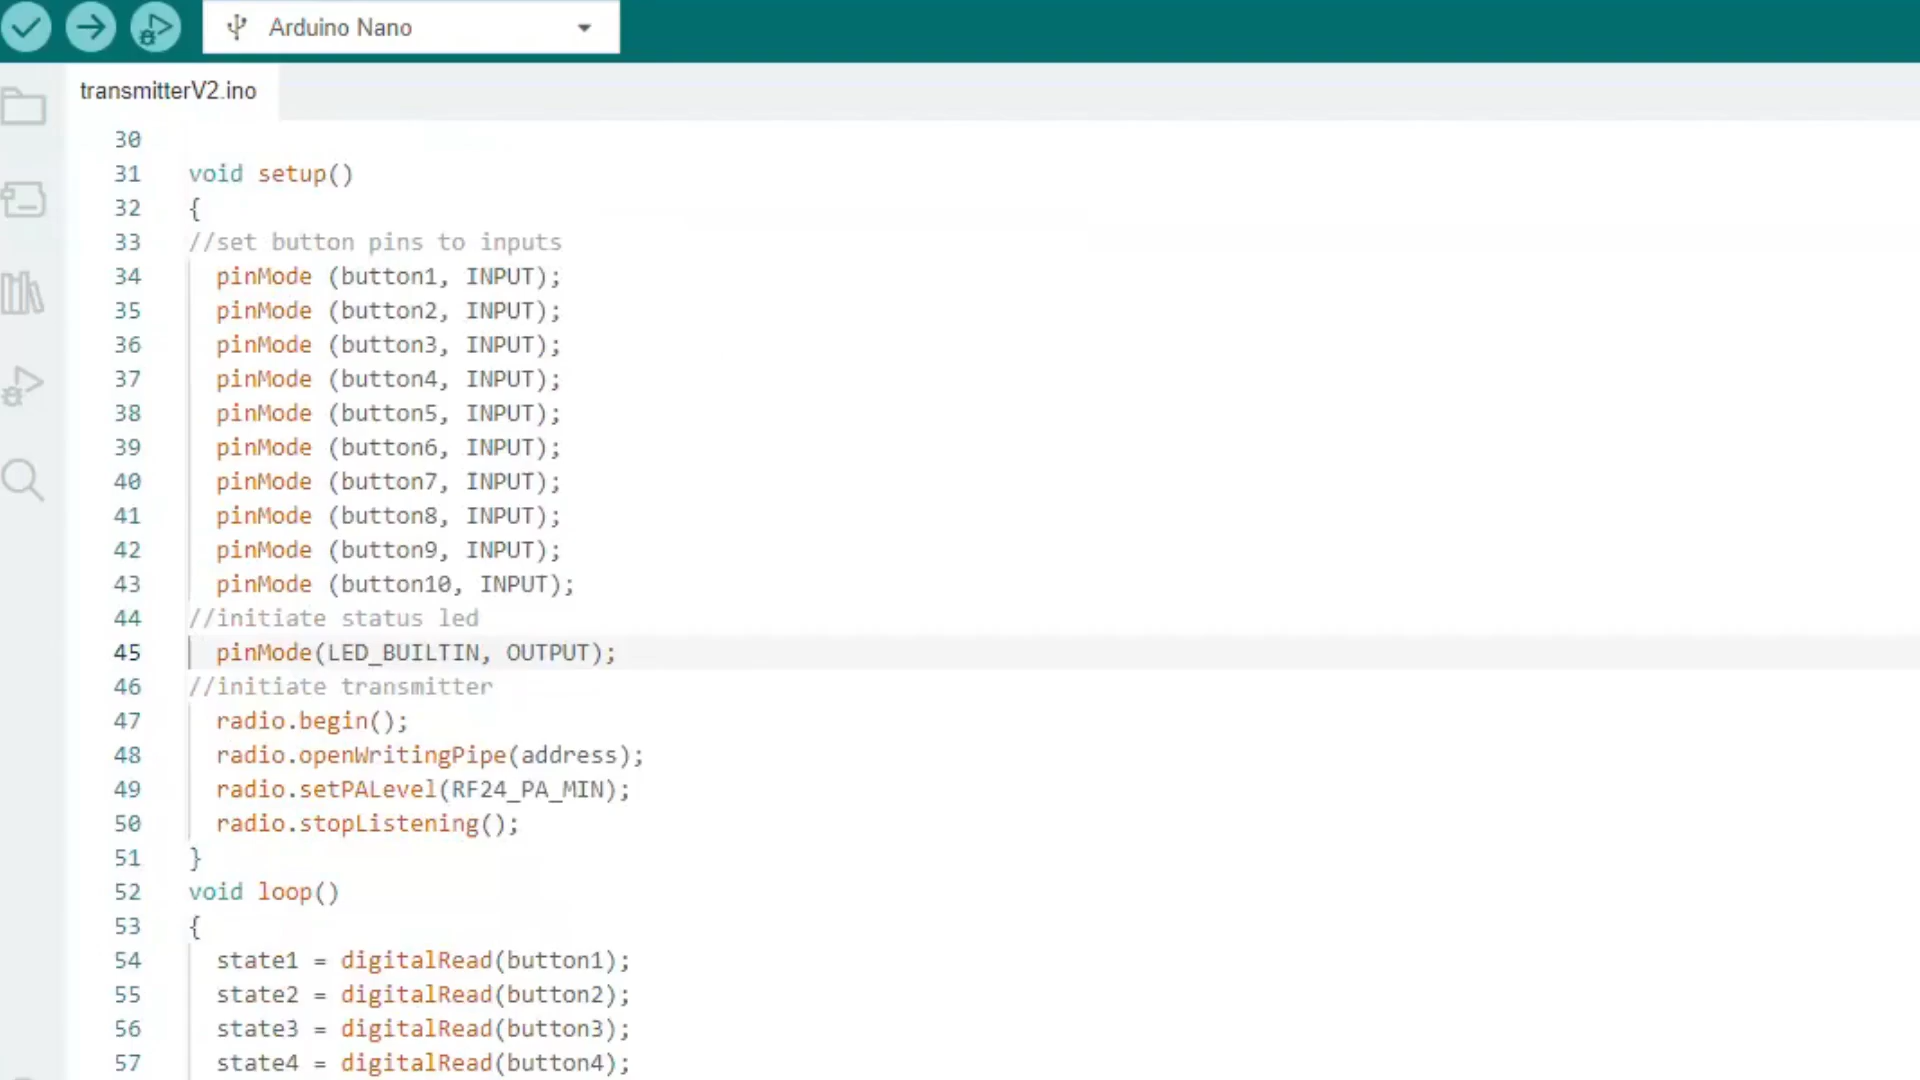 Arduino Nano
transmitterV2.ino
30
31 void setup()
32 {
33 //set button pins to inputs
34 pinMode (button1, INPUT);
35 pinMode (button2, INPUT);
36 pinMode (button3, INPUT);
37 pinMode (button4, INPUT);
38 pinMode (button5, INPUT);
39 pinMode (button6, INPUT);
40 pinMode (button7, INPUT);
41 pinMode (button8, INPUT);
42 pinMode (button9, INPUT);
43 pinMode (button10, INPUT);
44 //initiate status led
45 pinMode(LED_BUILTIN, OUTPUT);
46 //initiate transmitter
47 radio.begin();
48 radio.openWritingPipe(address);
49 radio.setPALevel(RF24_PA_MIN);
50 radio.stopListening();
51 }
52 void loop()
53 {
54 state1 = digitalRead(button1);
55 state2 = digitalRead(button2);
56 state3 = digitalRead(button3);
57 state4 = digitalRead(button4);